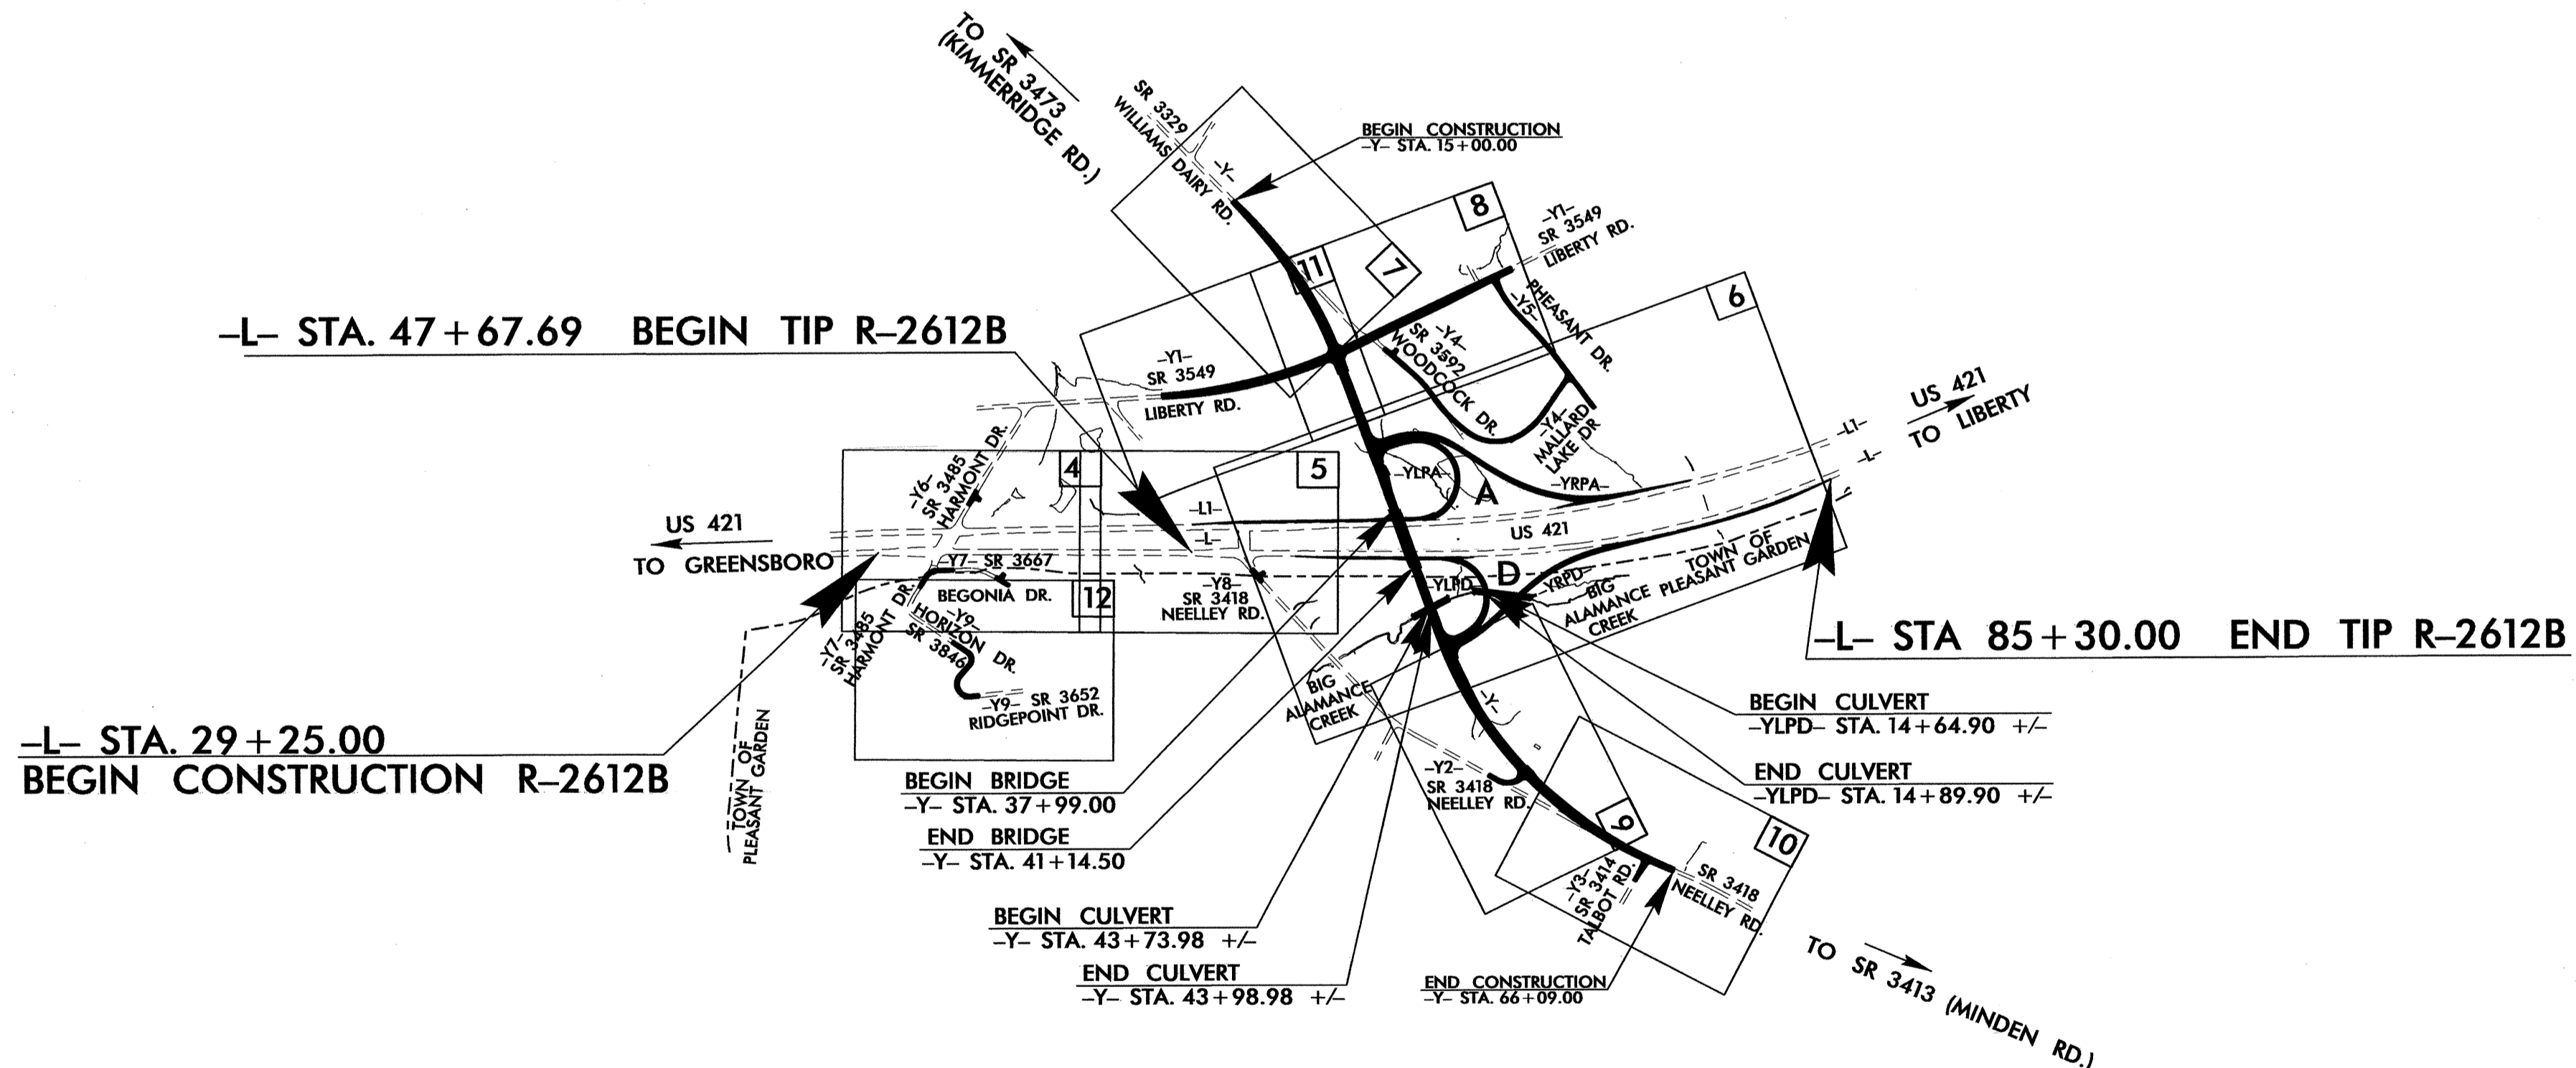 TO SR 3473
(KIMMERRIDGE RD.)
SR 3329
WILLIAMS DAIRY RD.
–Y–
BEGIN CONSTRUCTION
–Y– STA. 15+00.00
8
–Y1–
SR 3549
LIBERTY RD.
11
7
6
–L– STA. 47+67.69 BEGIN TIP R–2612B
–Y1–
SR 3549
LIBERTY RD.
–Y4–
SR 3592
WOODCOCK DR.
PHEASANT DR.
–Y5–
–Y4–
MALLARD
LAKE DR
US 421
TO LIBERTY
–L1–
–L–
–Y6–
SR 3485
HARMONT DR.
4
5
–YLPA–
A
–YRPA–
US 421
TO GREENSBORO
–L1–
–L–
US 421
–Y7– SR 3667
BEGONIA DR.
12
–Y8–
SR 3418
NEELLEY RD.
–YLPD–
D
–YRPD–
BIG
ALAMANCE
CREEK
TOWN OF
PLEASANT GARDEN
–Y7–
SR 3485
HARMONT DR.
–Y9–
HORIZON DR.
SR 3846
–Y9– SR 3652
RIDGEPOINT DR.
BIG
ALAMANCE
CREEK
–Y–
–L– STA 85+30.00 END TIP R–2612B
–L– STA. 29+25.00
BEGIN CONSTRUCTION R–2612B
TOWN OF
PLEASANT GARDEN
BEGIN CULVERT
–YLPD– STA. 14+64.90 +/–
END CULVERT
–YLPD– STA. 14+89.90 +/–
BEGIN BRIDGE
–Y– STA. 37+99.00
END BRIDGE
–Y– STA. 41+14.50
–Y2–
SR 3418
NEELLEY RD.
9
10
–Y3–
SR 3414
TALBOT RD.
SR 3418
NEELLEY RD.
BEGIN CULVERT
–Y– STA. 43+73.98 +/–
END CULVERT
–Y– STA. 43+98.98 +/–
END CONSTRUCTION
–Y– STA. 66+09.00
TO SR 3413 (MINDEN RD.)